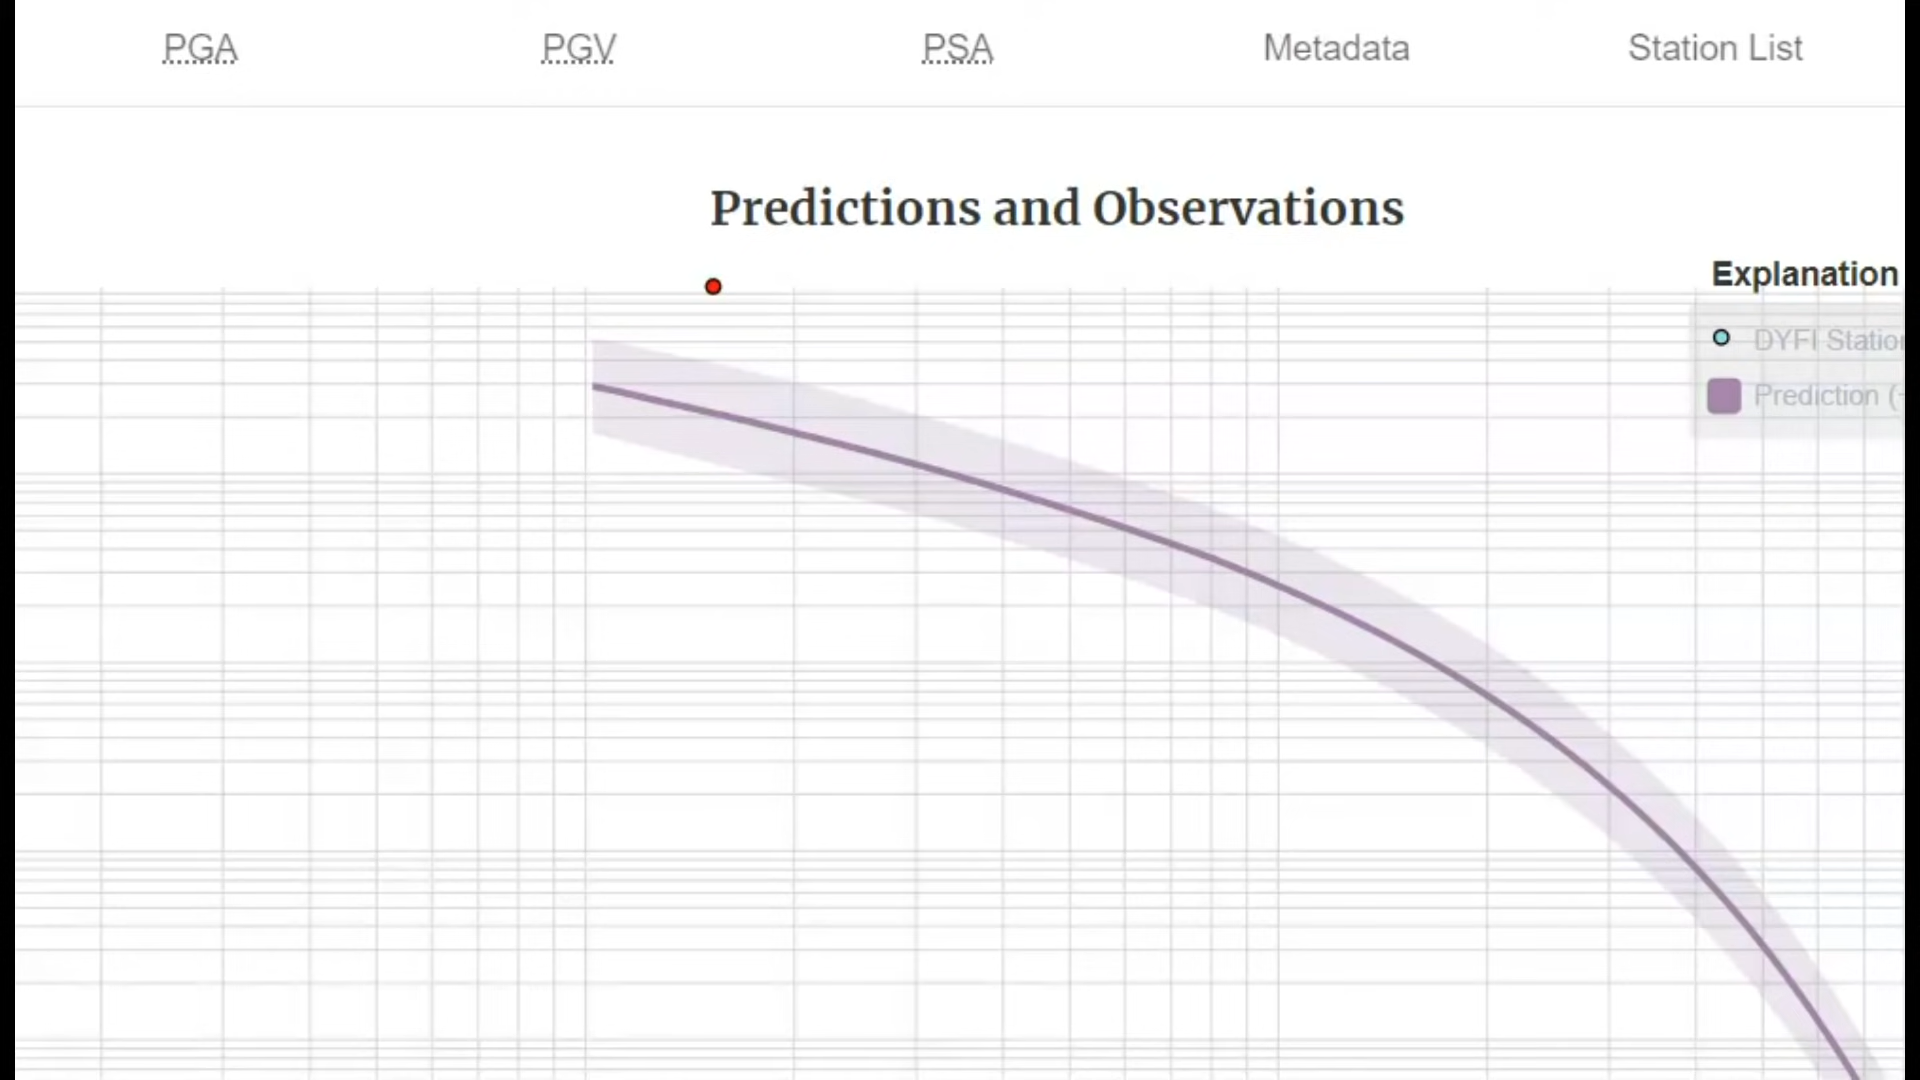 PGA PGV PSA Metadata Station List
Predictions and Observations
Explanation
DYFI
Prediction (